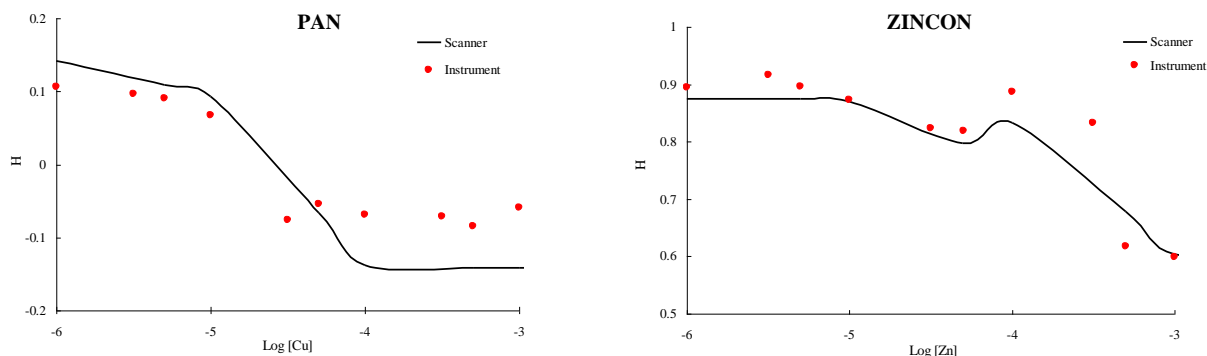 PAN
0.2
0.1
0
-0.1
-0.2
H
-6
-5
-4
-3
Log [Cu]
Scanner
Instrument
ZINCON
1
0.9
0.8
0.7
0.6
0.5
H
-6
-5
-4
-3
Log [Zn]
Scanner
Instrument